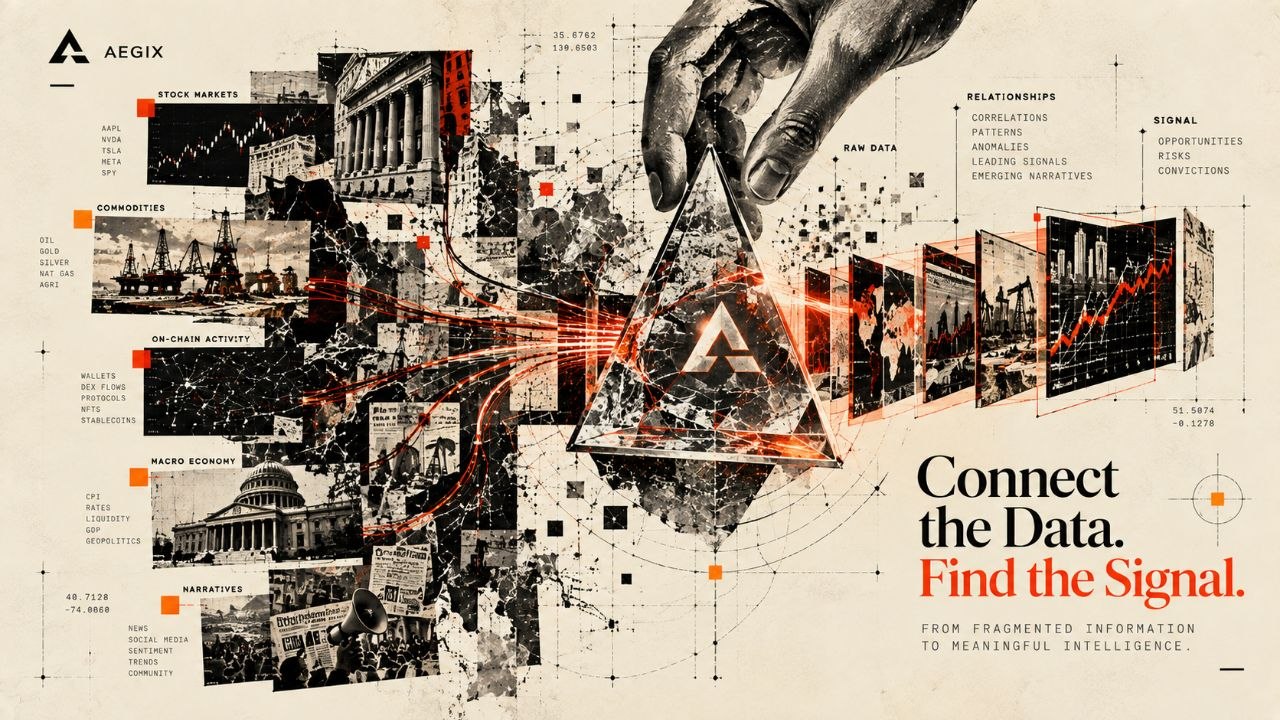 AEGIX
STOCK MARKETS
AAPL
NVDA
TSLA
META
SPY
COMMODITIES
OIL
GOLD
SILVER
NAT GAS
AGRI
ON-CHAIN ACTIVITY
WALLETS
DEX FLOWS
PROTOCOLS
NFTS
STABLECOINS
MACRO ECONOMY
CPI
RATES
LIQUIDITY
GDP
GEOPOLITICS
40.7128
-74.0060
NARRATIVES
NEWS
SOCIAL MEDIA
SENTIMENT
TRENDS
COMMUNITY
35.6762
139.6503
RAW DATA
RELATIONSHIPS
CORRELATIONS
PATTERNS
ANOMALIES
LEADING SIGNALS
EMERGING NARRATIVES
SIGNAL
OPPORTUNITIES
RISKS
CONVICTIONS
51.5074
-0.1278
Connect
the Data.
Find the Signal.
FROM FRAGMENTED INFORMATION
TO MEANINGFUL INTELLIGENCE.